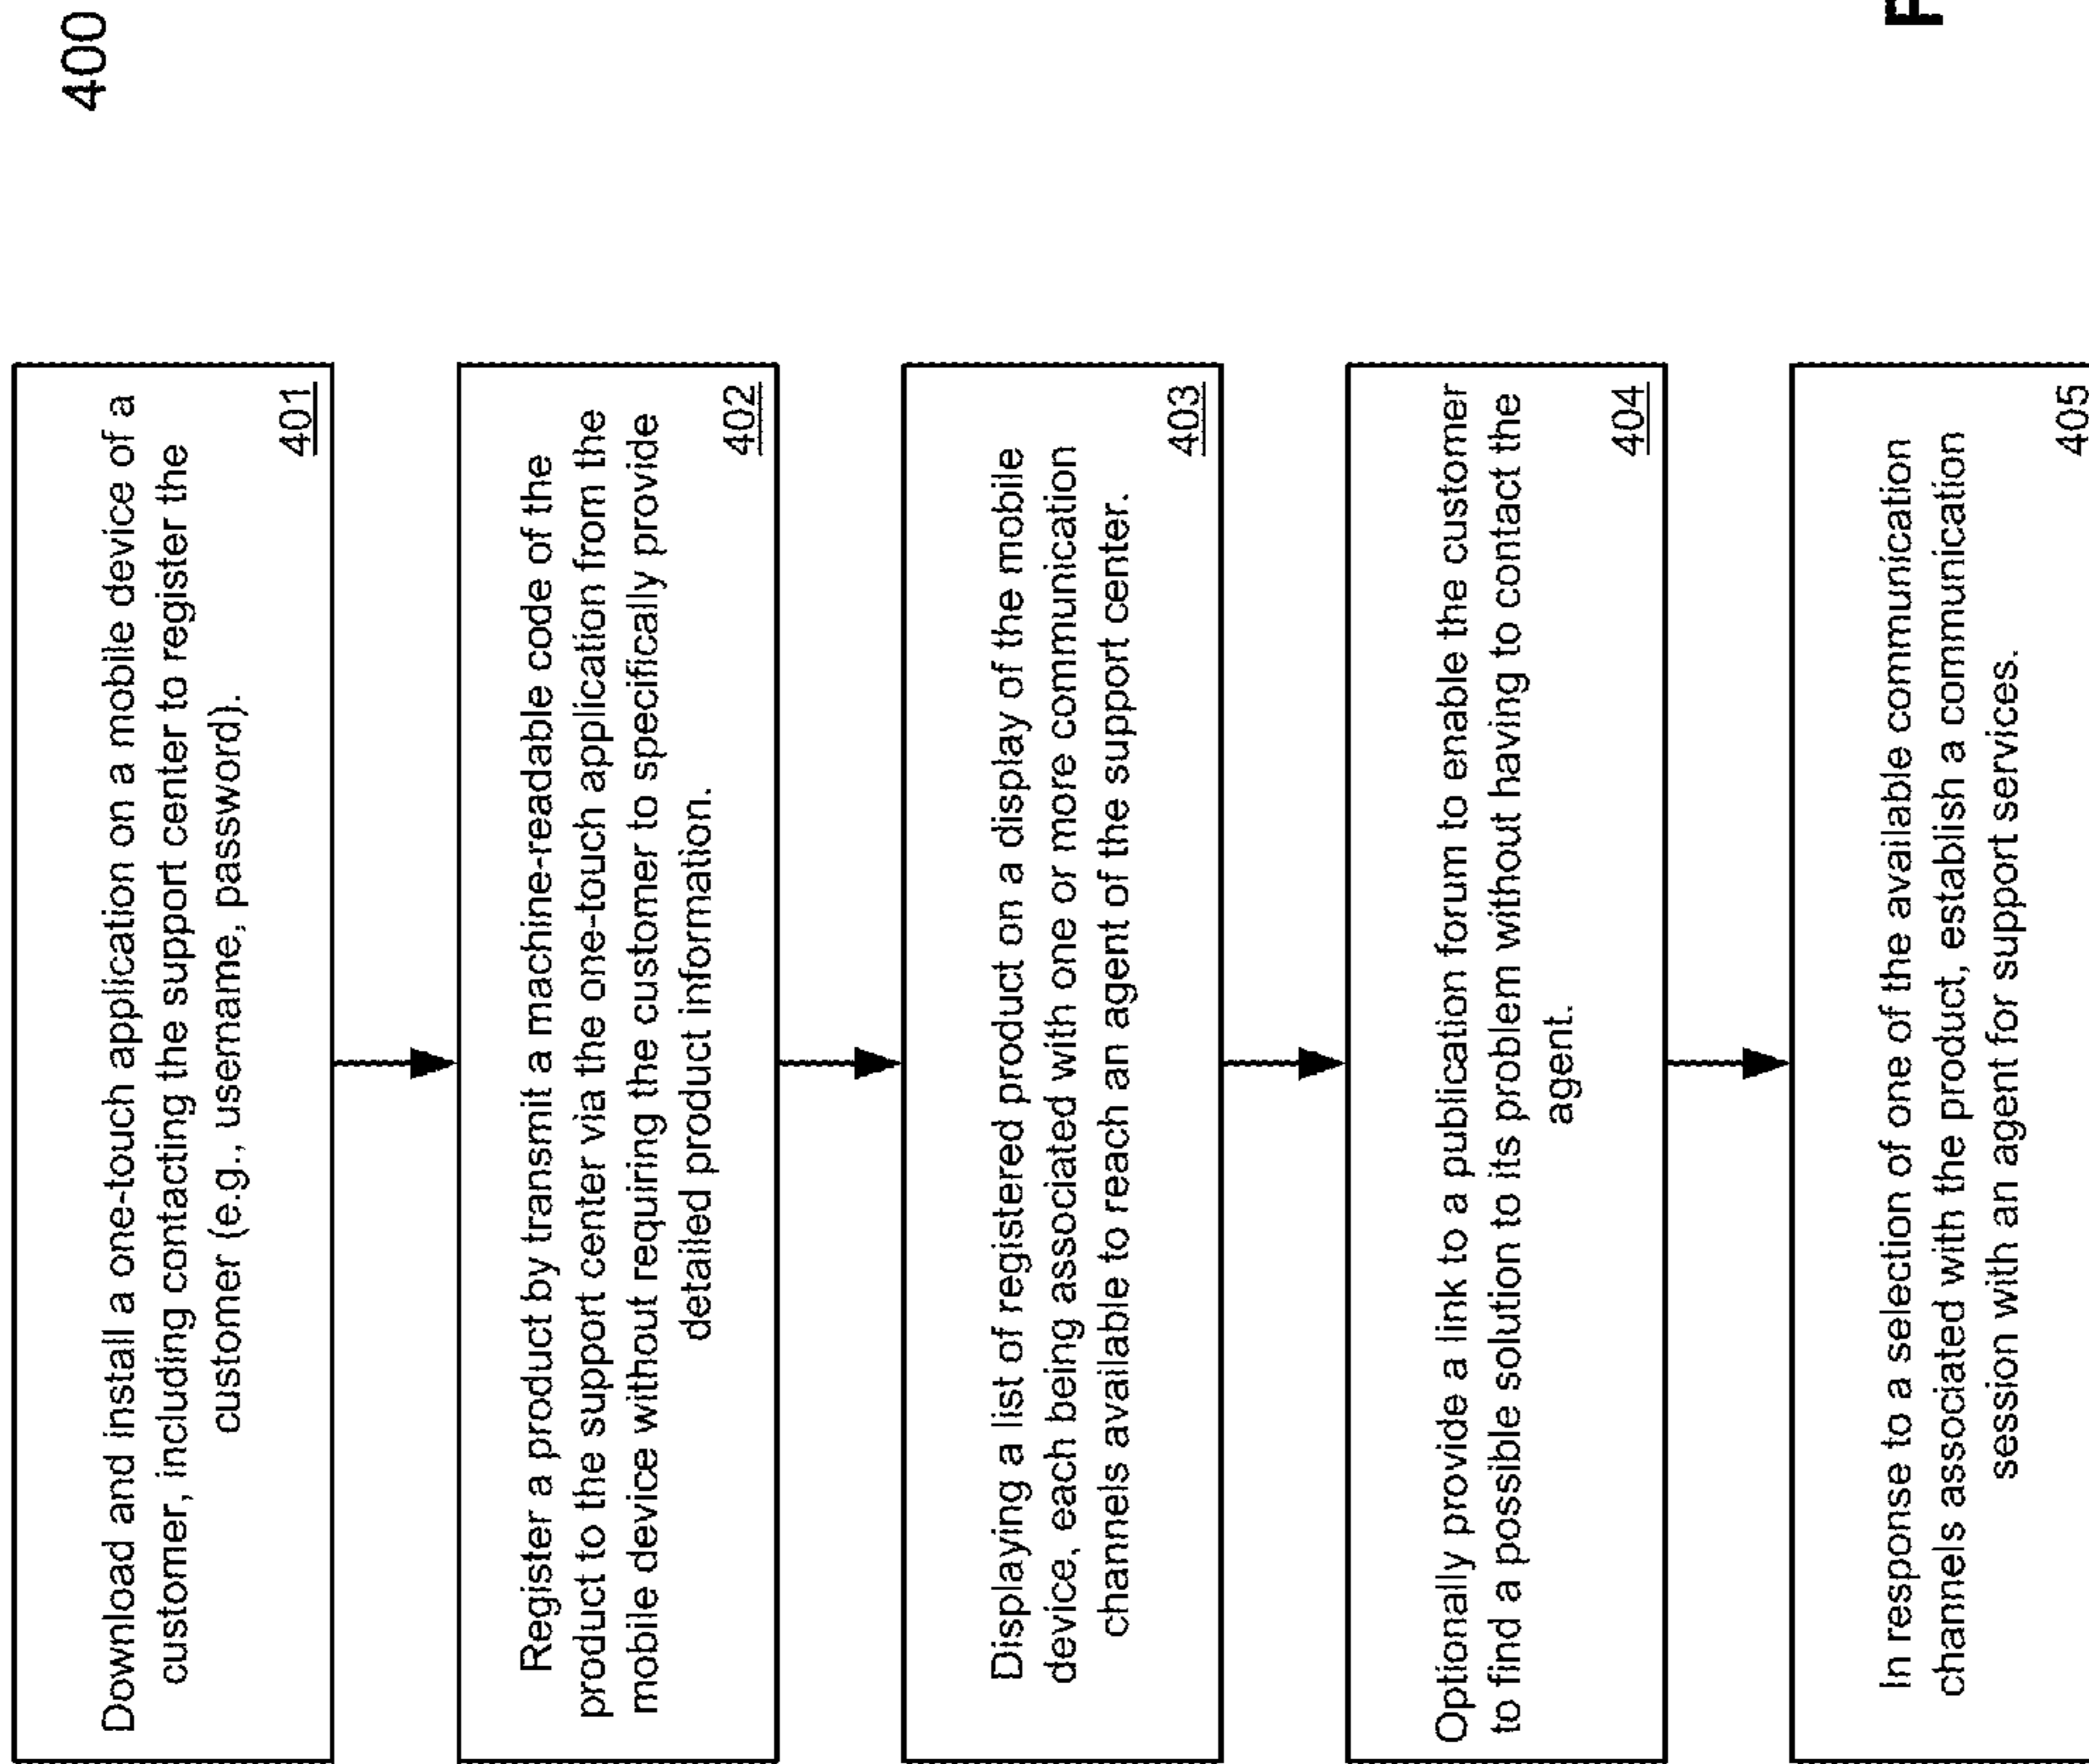 Download and install a one-touch application on a mobile device of a
customer, including contacting the support center to register the
customer (e.g., username, password).
401
Register a product by transmit a machine-readable code of the
product to the support center via the one-touch application from the
mobile device without requiring the customer to specifically provide
detailed product information.
402
Displaying a list of registered product on a display of the mobile
device, each being associated with one or more communication
channels available to reach an agent of the support center.
403
Optionally provide a link to a publication forum to enable the customer
to find a possible solution to its problem without having to contact the
agent.
404
In response to a selection of one of the available communication
channels associated with the product, establish a communication
session with an agent for support services.
405
400